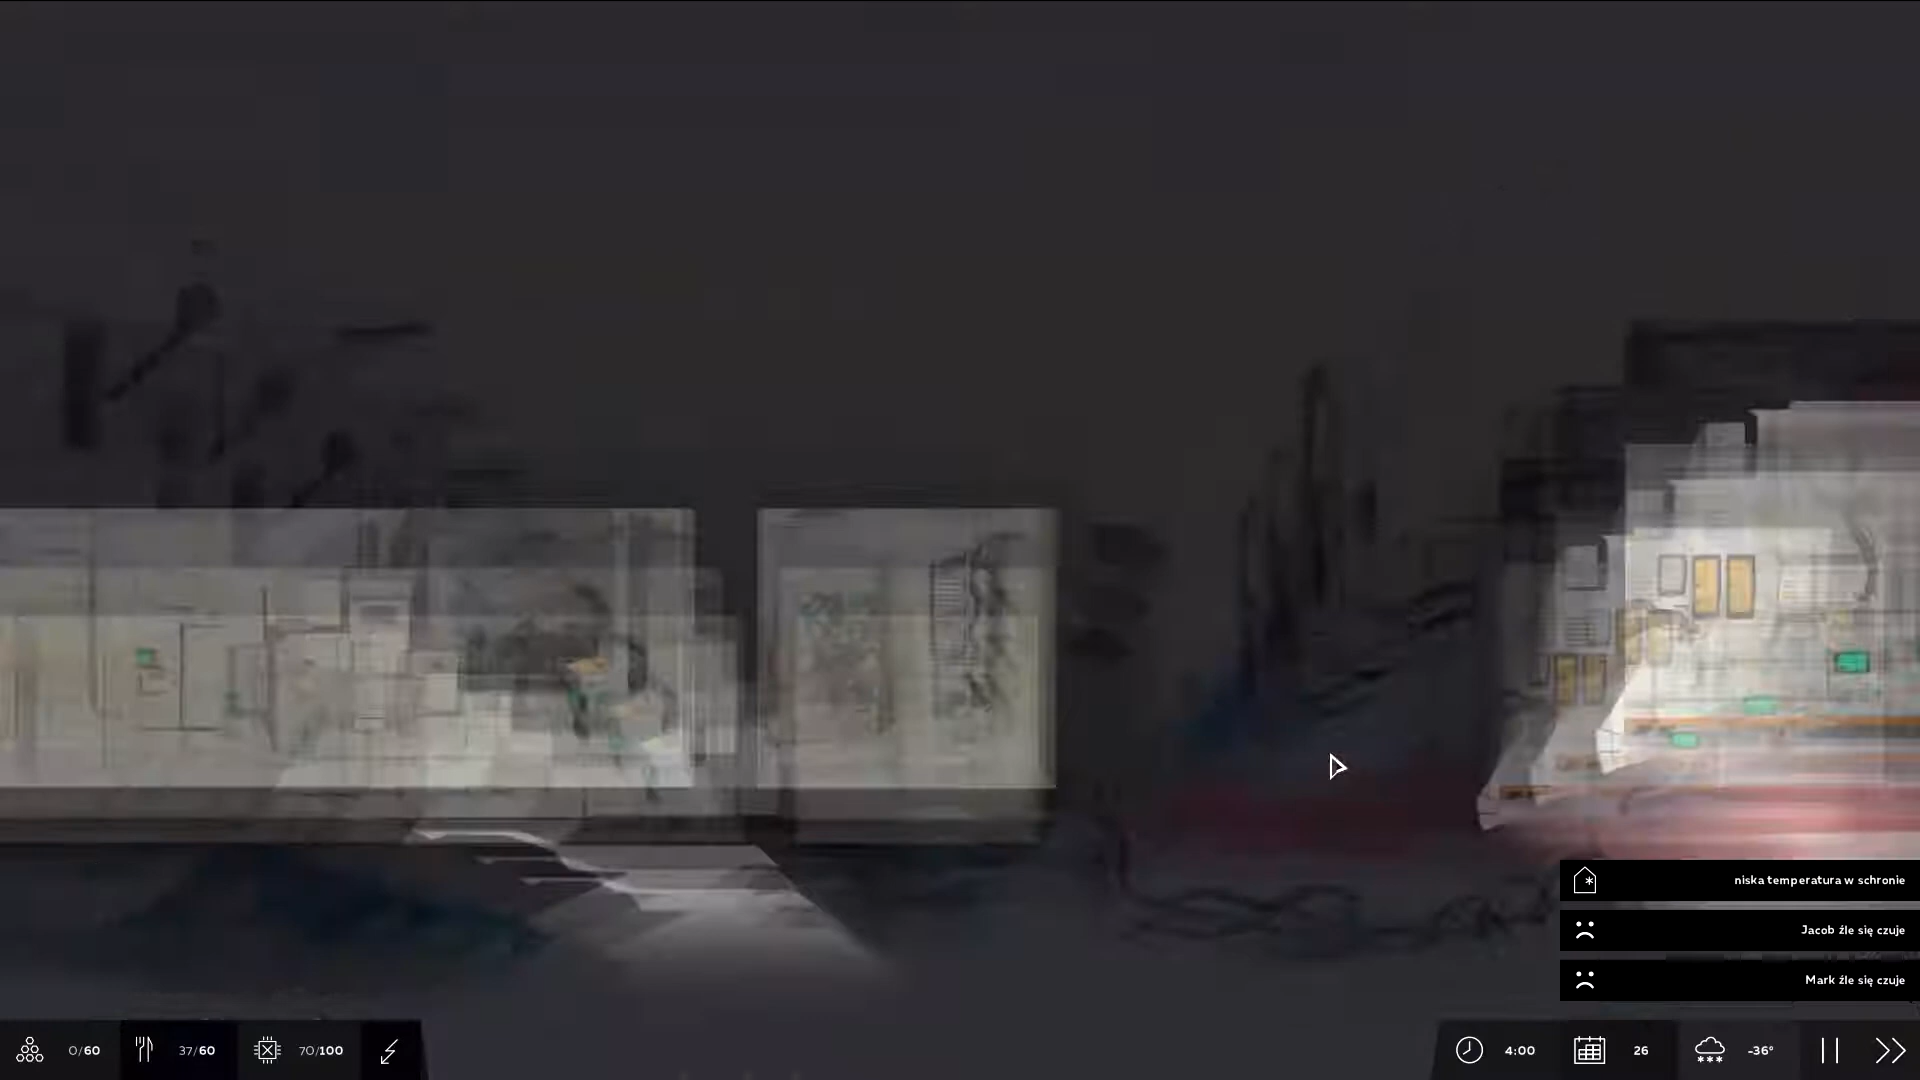 niska temperatura w schronie
Jacob źle się czuje
Mark źle się czuje
0/60
37/60
70/100
4:00
26
-36°